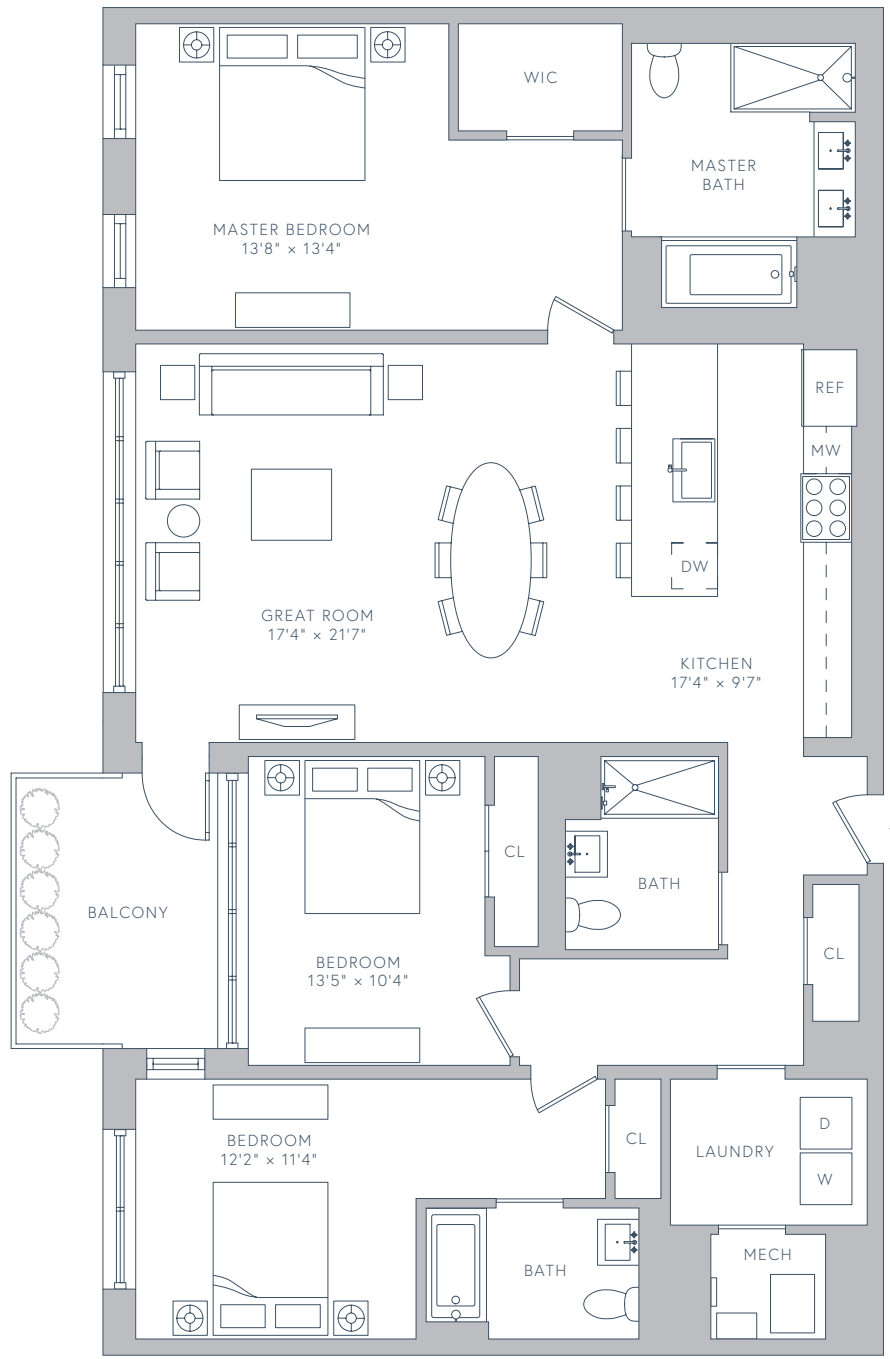 WIC
MASTER
BATH
MASTER BEDROOM
13'8" × 13'4"
REF
MW
DW
GREAT ROOM
17'4" × 21'7"
KITCHEN
17'4" × 9'7"
CL
BATH
BALCONY
BEDROOM
13'5" × 10'4"
CL
BEDROOM
12'2" × 11'4"
CL
LAUNDRY
D
W
BATH
MECH